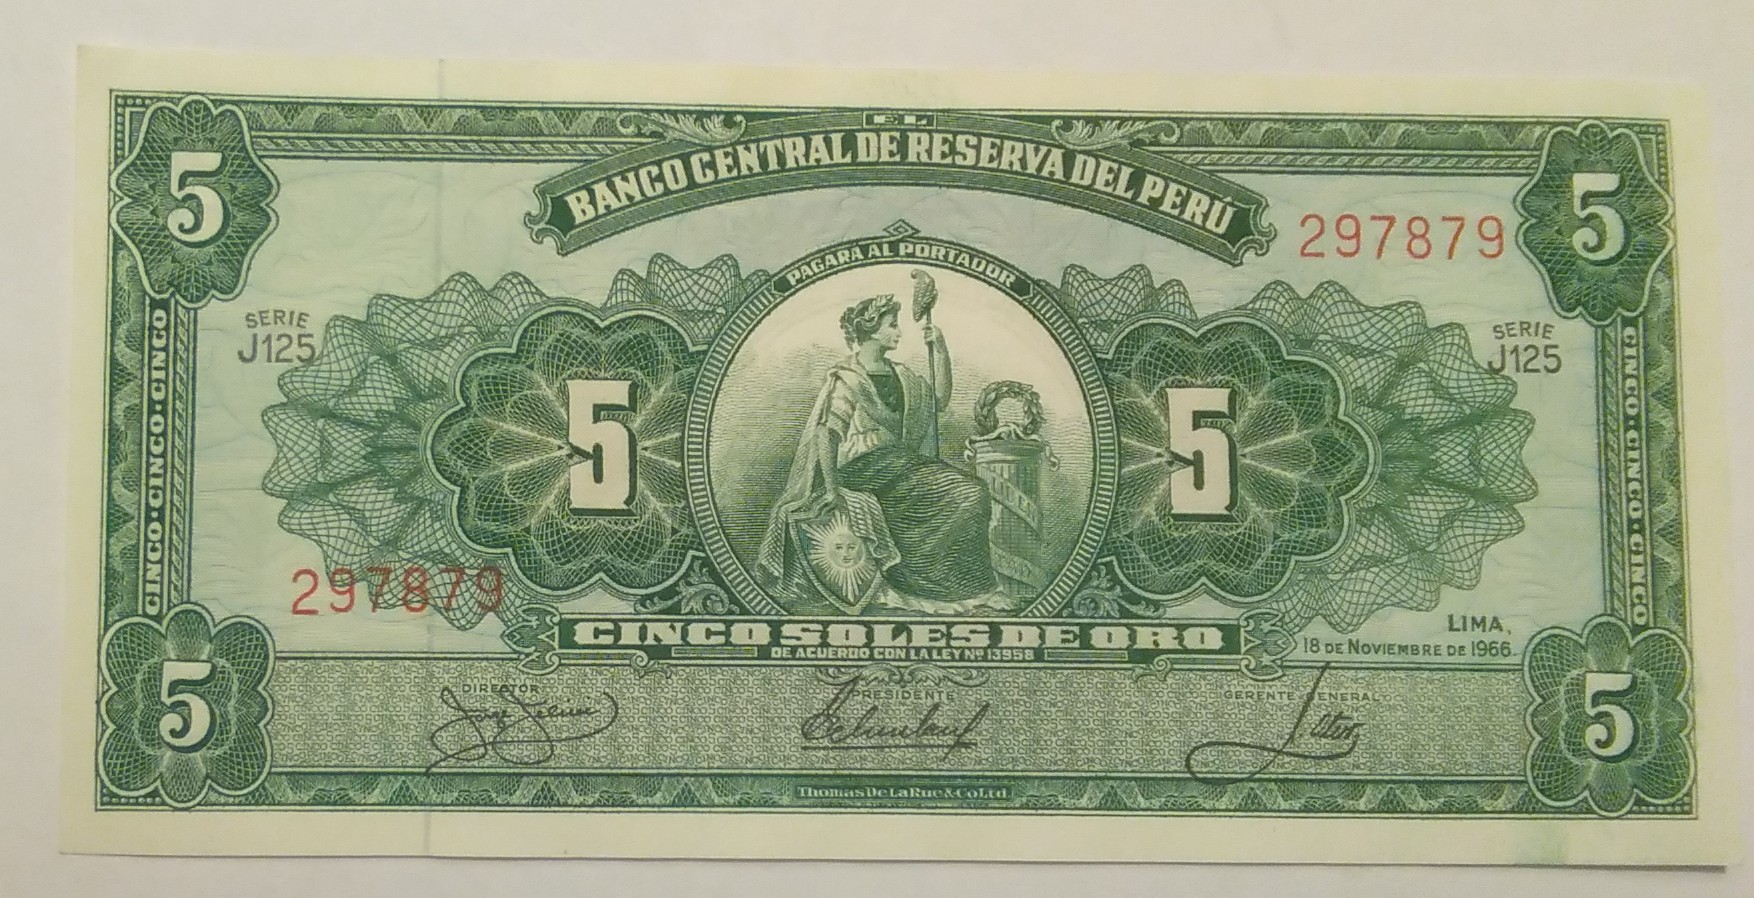 EL
BANCO CENTRAL DE RESERVA DEL PERÚ
5
5
297879
PAGARÁ AL PORTADOR
SERIE
J125
SERIE
J125
5
5
CINCO·CINCO·CINCO
CINCO·CINCO·CINCO
297879
CINCO SOLES DE ORO
DE ACUERDO CON LA LEY Nº 13958
LIMA,
18 DE NOVIEMBRE DE 1966.
5
5
DIRECTOR
PRESIDENTE
GERENTE GENERAL
Thomas De La Rue & Co Ltd